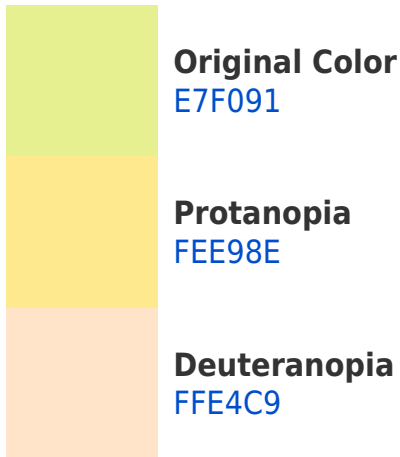 Original Color
E7F091
Protanopia
FEE98E
Deuteranopia
FFE4C9